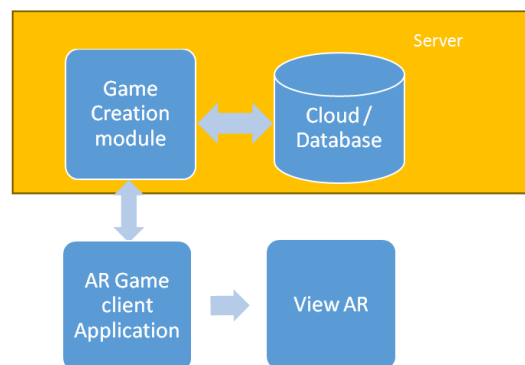 Server
Game
Creation
module
Cloud /
Database
AR Game
client
Application
View AR